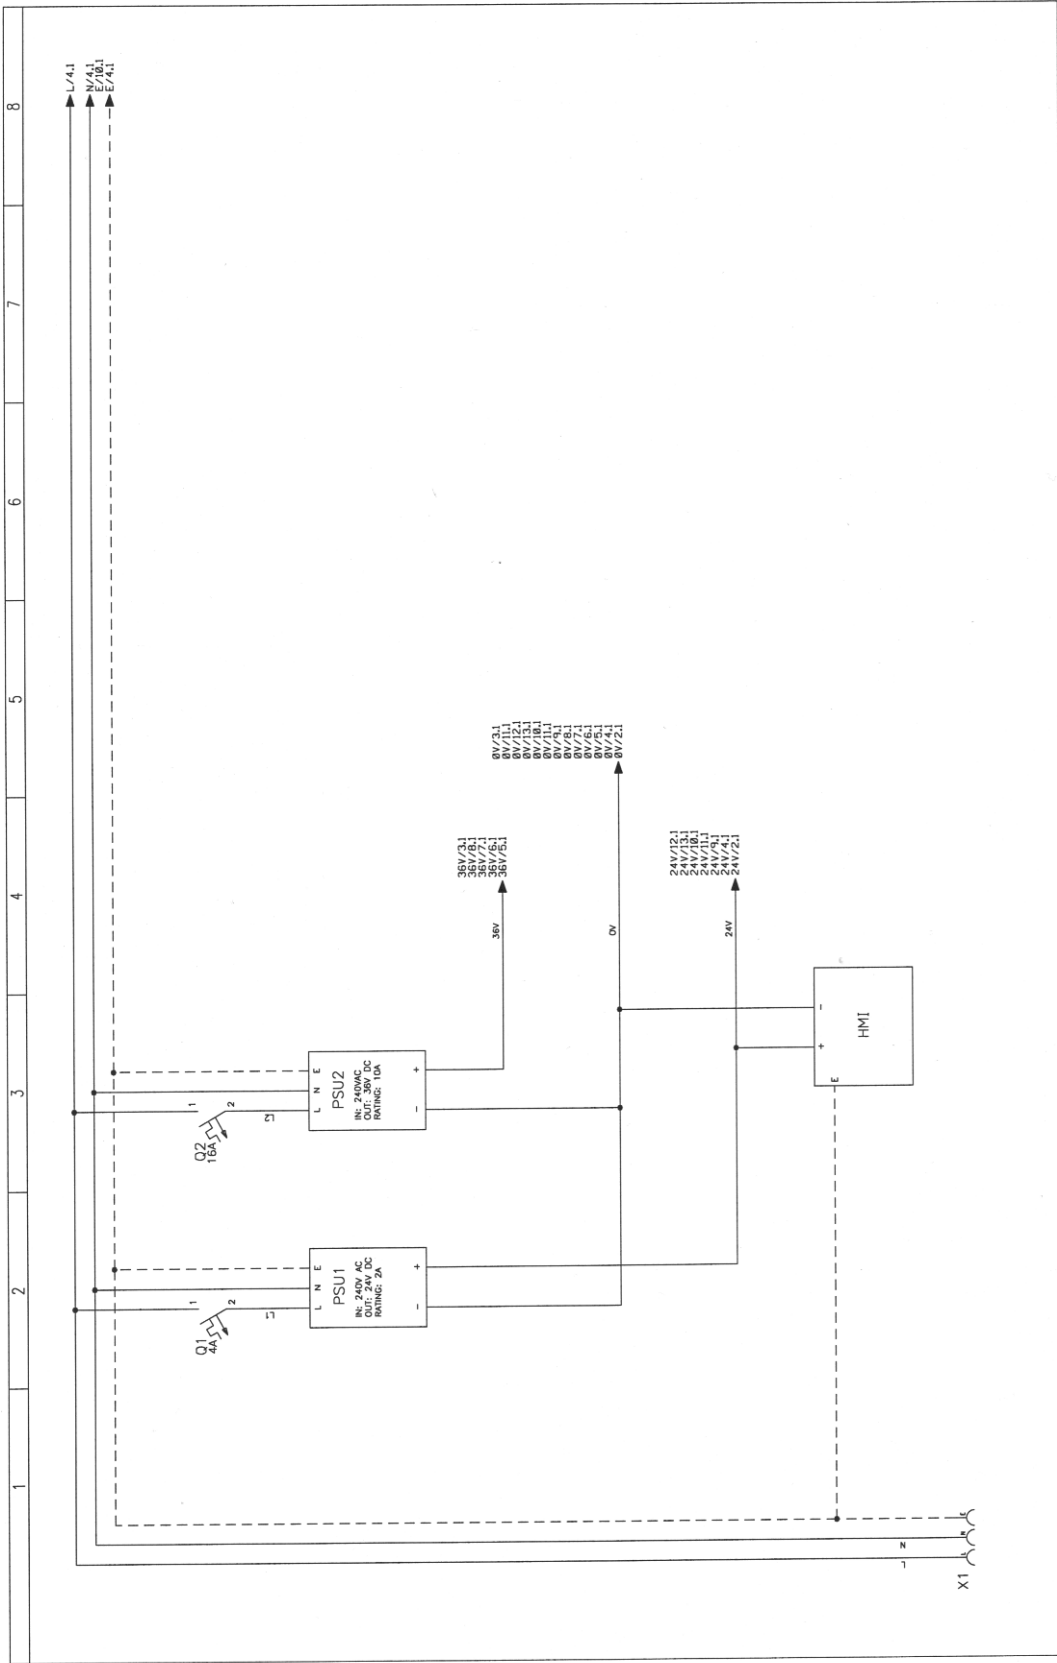 1
2
3
4
5
6
7
8
L/4.1
N/4.1
E/10.1
E/4.1
Q1
4A
1
2
L1
L N E
PSU1
IN: 240V AC
OUT: 24V DC
RATING: 2A
- +
Q2
16A
1
2
L2
L N E
PSU2
IN: 240VAC
OUT: 36V DC
RATING: 10A
- +
36V/3.1
36V/8.1
36V/7.1
36V/6.1
36V/5.1
36V
0V/3.1
0V/11.1
0V/12.1
0V/13.1
0V/10.1
0V/11.1
0V/9.1
0V/8.1
0V/7.1
0V/6.1
0V/5.1
0V/4.1
0V/2.1
0V
24V/12.1
24V/13.1
24V/10.1
24V/11.1
24V/9.1
24V/4.1
24V/2.1
24V
E
+ -
HMI
L
N
L N E
X1